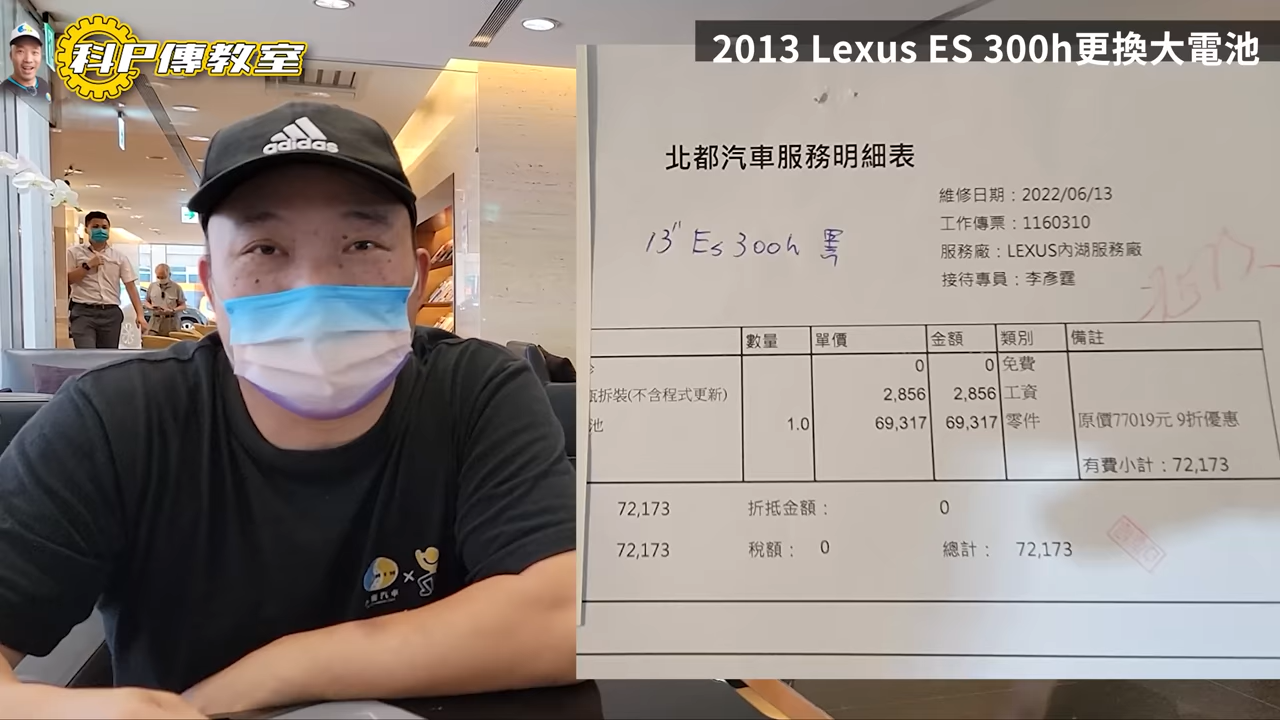 科尸傳教室
2013 Lexus ES 300h更換大電池
adidas
北都汽車服務明細表
維修日期：2022/06/13
工作傳票：1160310
服務廠：LEXUS內湖服務廠
接待專員：李彥霆
13" ES 300h 黑
數量 單價 金額 類別 備註
0 0 免費
瓶拆裝(不含程式更新) 2,856 2,856 工資
池 1.0 69,317 69,317 零件 原價77019元 9折優惠
有費小計：72,173
72,173 折抵金額： 0
72,173 稅額： 0 總計： 72,173
汽車